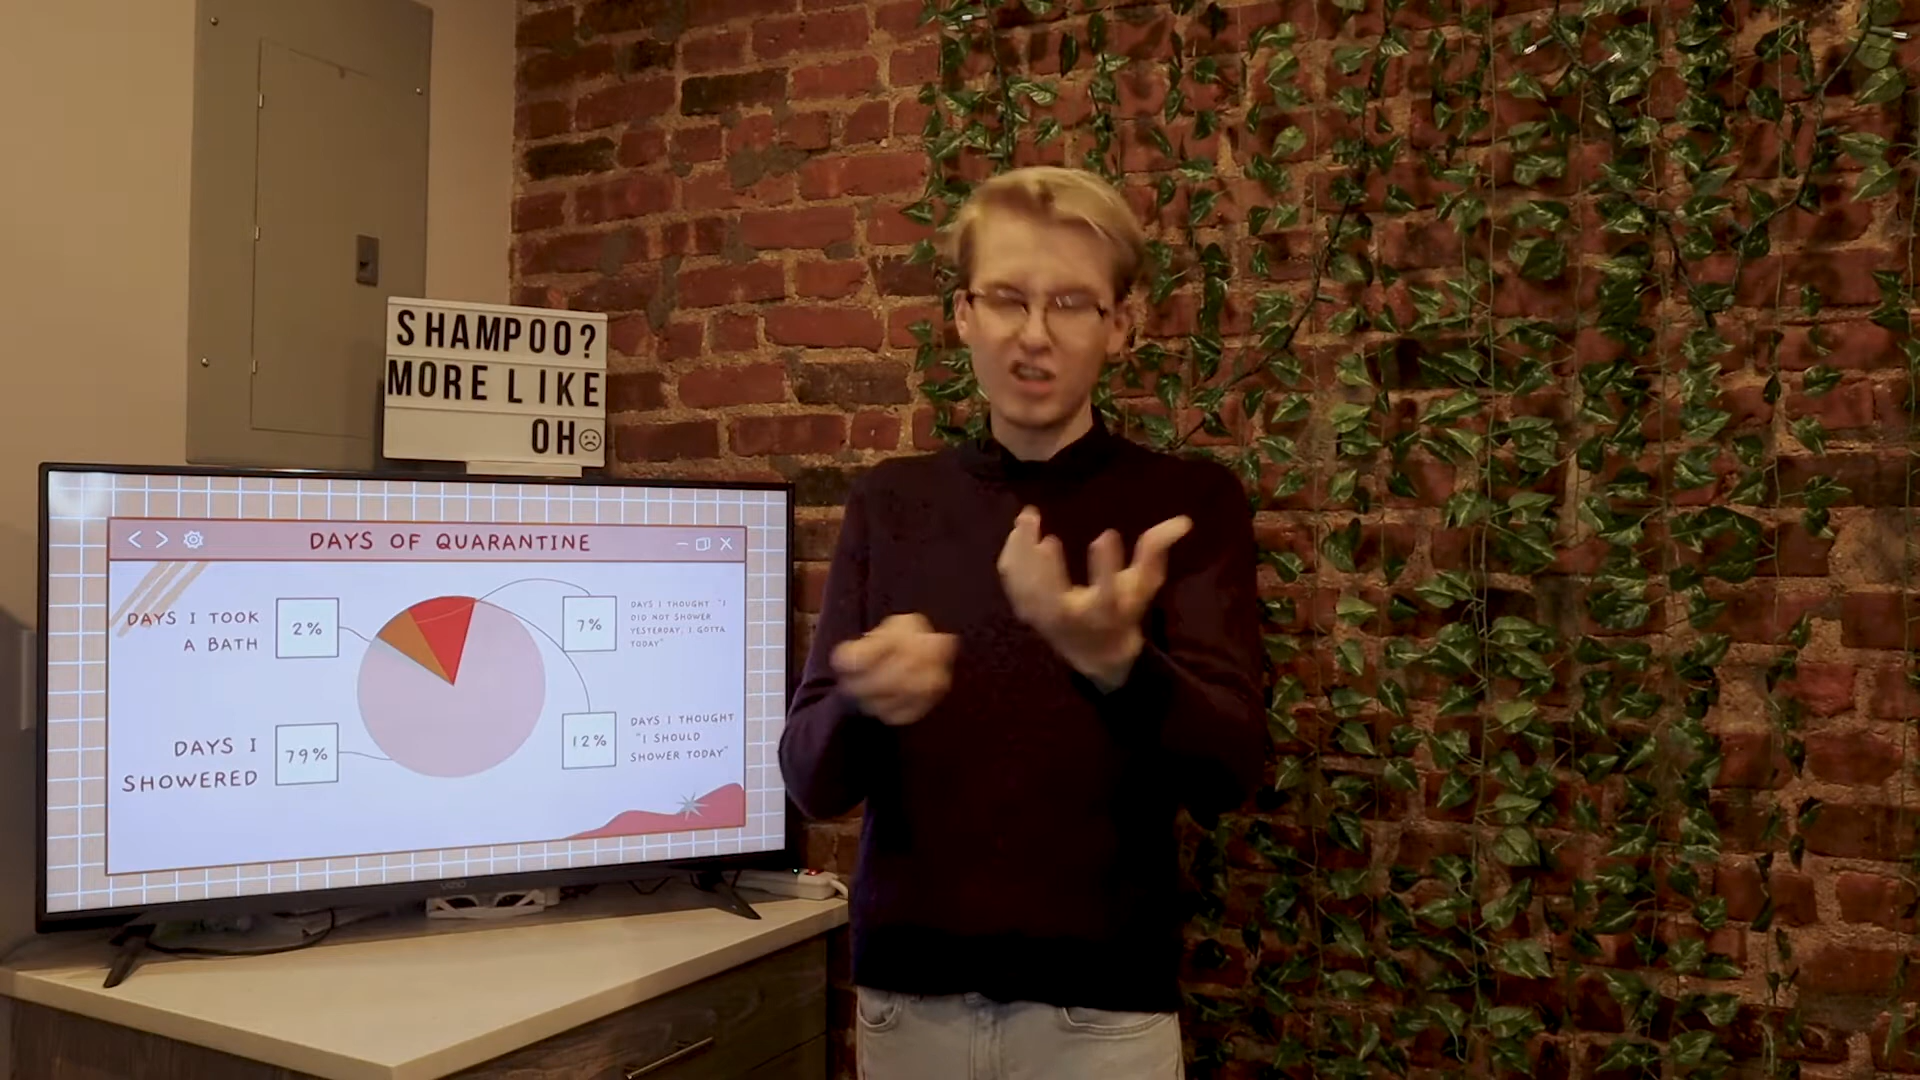 SHAMPOO?
MORE LIKE
OH☹
DAYS OF QUARANTINE
DAYS I TOOK
A BATH
2%
7%
DAYS I THOUGHT "I
DID NOT SHOWER
YESTERDAY, I GOTTA
TODAY"
DAYS I
SHOWERED
79%
12%
DAYS I THOUGHT
"I SHOULD
SHOWER TODAY"
VIZIO